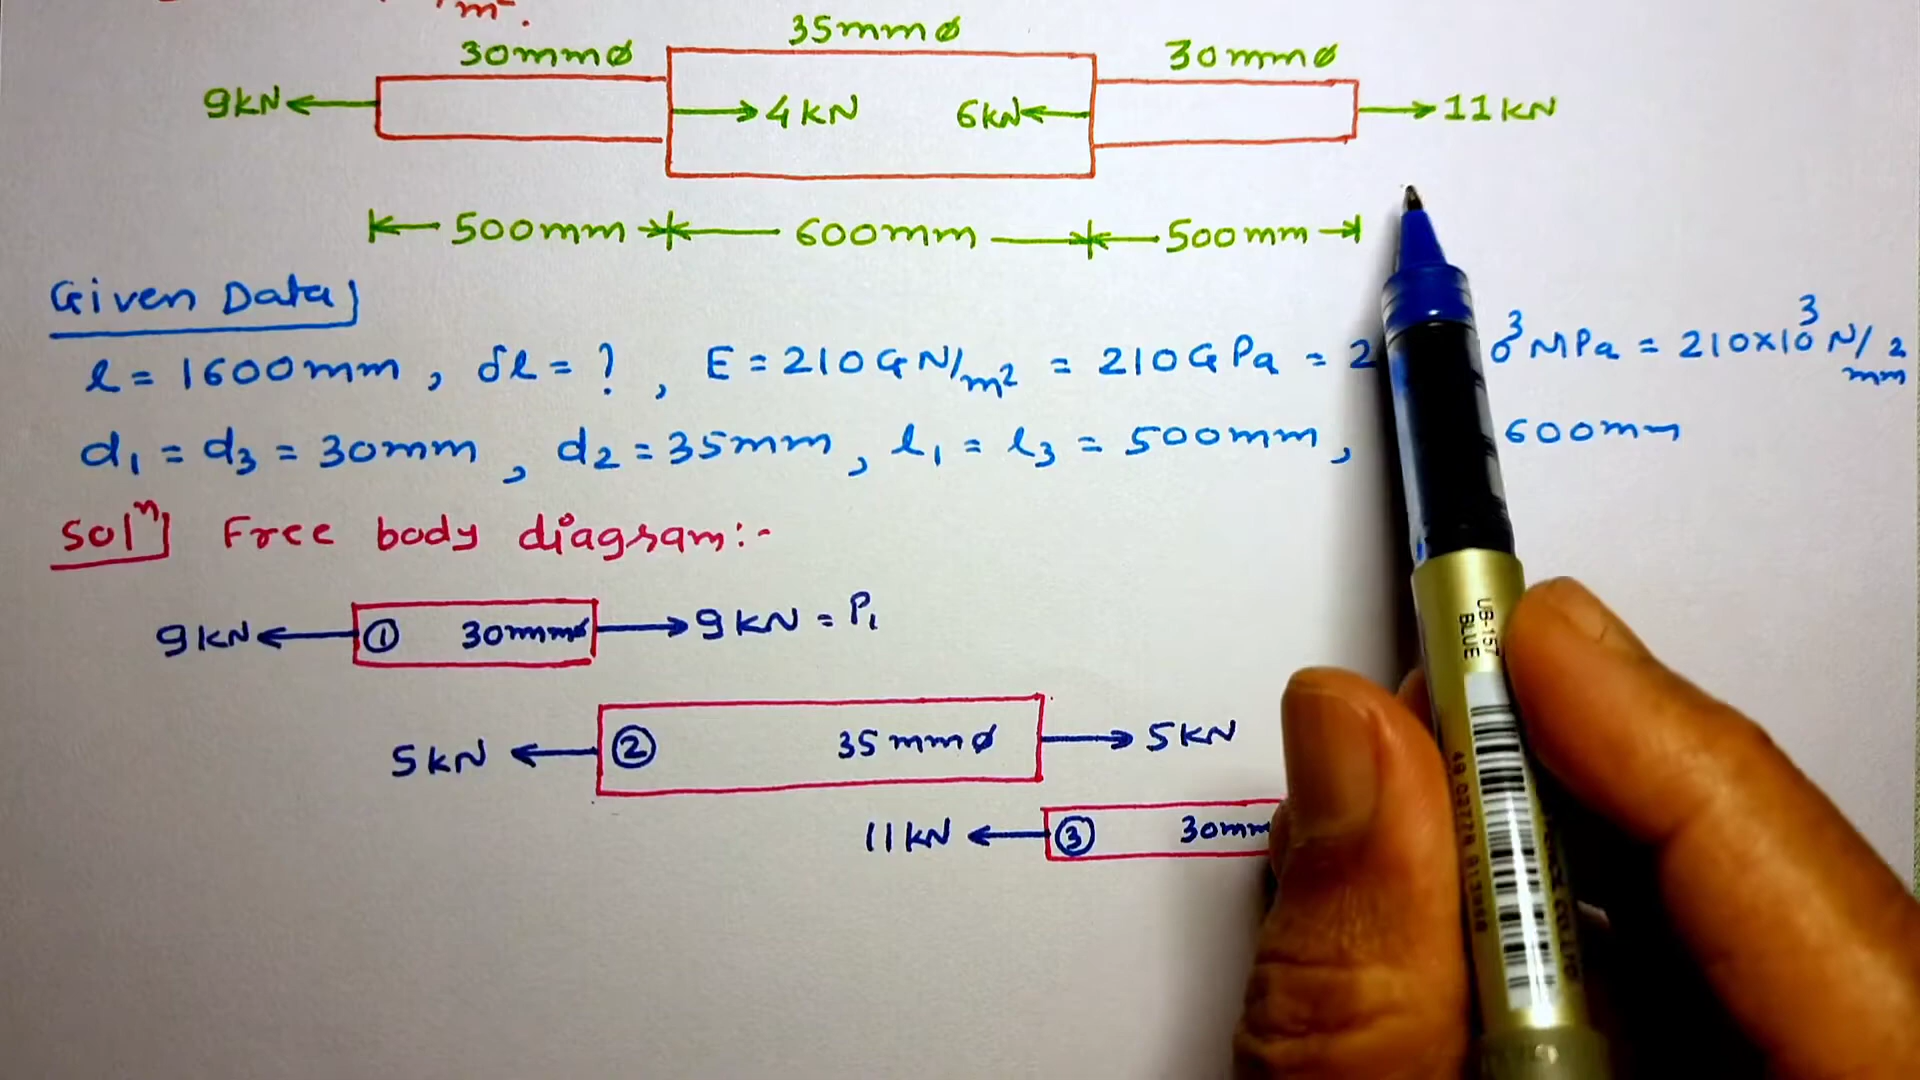 /m².
30mmø 35mmø 30mmø
9kN 4kN 6kN 11kN
500mm 600mm 500mm
Given Data
l = 1600mm, δl = ?, E = 210GN/m² = 210GPa = 2 0³ MPa = 210×10³ N/mm²
d₁ = d₃ = 30mm, d₂ = 35mm, l₁ = l₃ = 500mm, 600mm
Solⁿ Free body diagram:-
9kN ① 30mmø 9kN = P₁
5kN ② 35mmø 5kN
11kN ③ 30mm
UB-157
BLUE